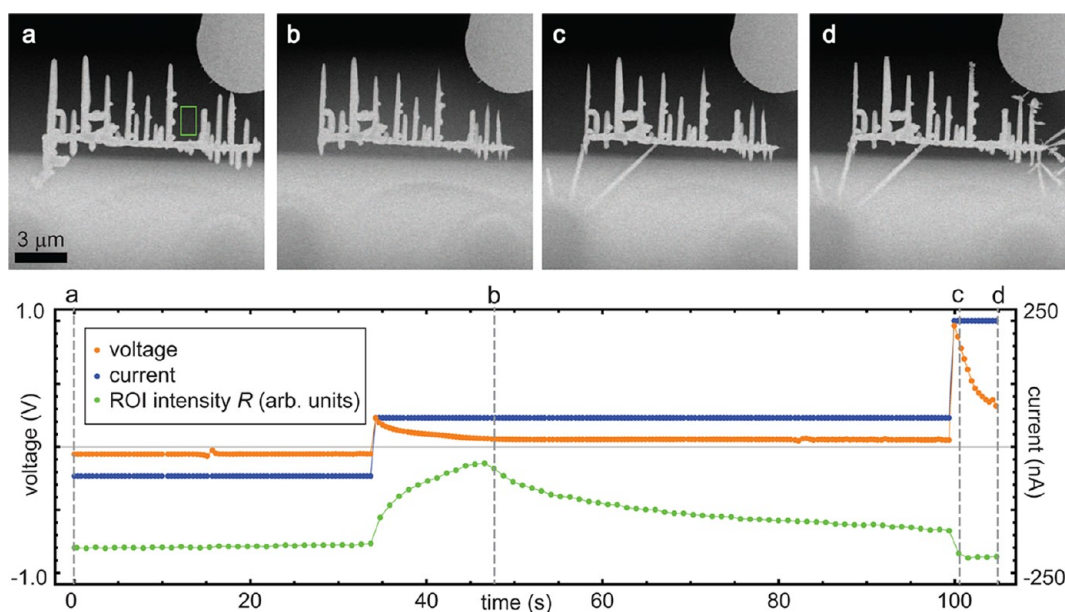 a
b
c
d
3 μm
a
b
c
d
1.0
250
voltage
current
ROI intensity R (arb. units)
voltage (V)
current (nA)
-1.0
-250
0
20
40
time (s)
60
80
100